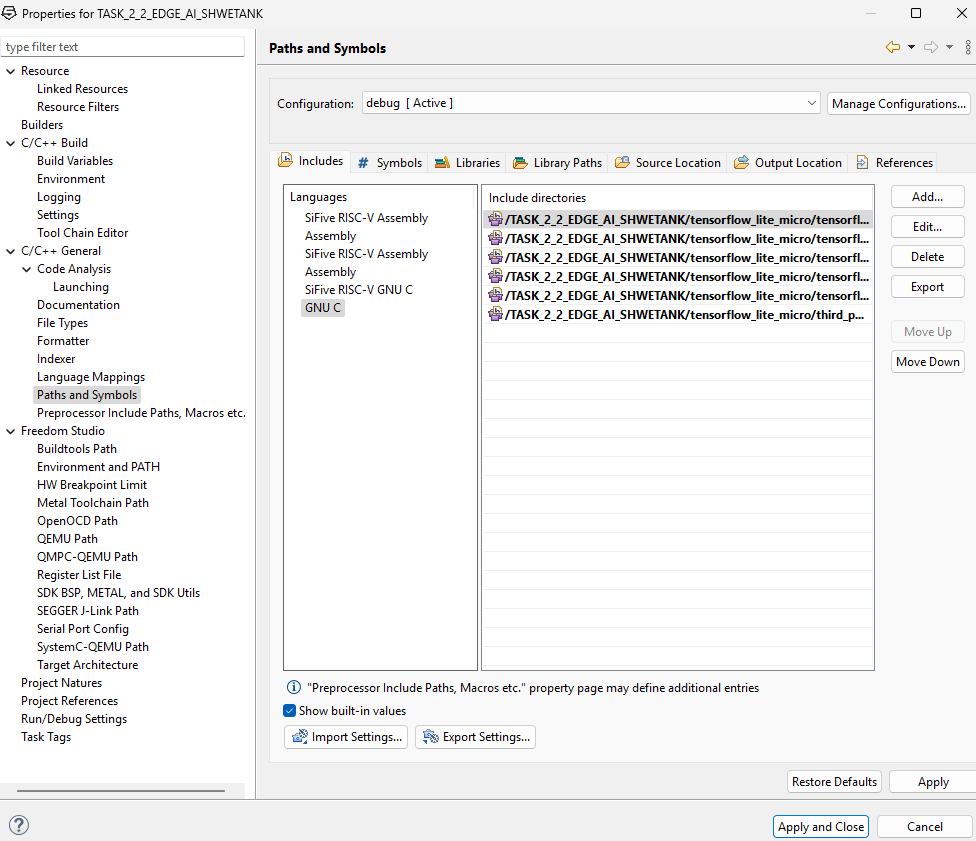 Properties for TASK_2_2_EDGE_AI_SHWETANK
type filter text
Resource
Linked Resources
Resource Filters
Builders
C/C++ Build
Build Variables
Environment
Logging
Settings
Tool Chain Editor
C/C++ General
Code Analysis
Launching
Documentation
File Types
Formatter
Indexer
Language Mappings
Paths and Symbols
Preprocessor Include Paths, Macros etc.
Freedom Studio
Buildtools Path
Environment and PATH
HW Breakpoint Limit
Metal Toolchain Path
OpenOCD Path
QEMU Path
QMPC-QEMU Path
Register List File
SDK BSP, METAL, and SDK Utils
SEGGER J-Link Path
Serial Port Config
SystemC-QEMU Path
Target Architecture
Project Natures
Project References
Run/Debug Settings
Task Tags
Paths and Symbols
Configuration: debug [ Active ] Manage Configurations...
Includes # Symbols Libraries Library Paths Source Location Output Location References
Languages
SiFive RISC-V Assembly
Assembly
SiFive RISC-V Assembly
Assembly
SiFive RISC-V GNU C
GNU C
Include directories
/TASK_2_2_EDGE_AI_SHWETANK/tensorflow_lite_micro/tensorfl...
/TASK_2_2_EDGE_AI_SHWETANK/tensorflow_lite_micro/tensorfl...
/TASK_2_2_EDGE_AI_SHWETANK/tensorflow_lite_micro/tensorfl...
/TASK_2_2_EDGE_AI_SHWETANK/tensorflow_lite_micro/tensorfl...
/TASK_2_2_EDGE_AI_SHWETANK/tensorflow_lite_micro/tensorfl...
/TASK_2_2_EDGE_AI_SHWETANK/tensorflow_lite_micro/third_p...
Add...
Edit...
Delete
Export
Move Up
Move Down
"Preprocessor Include Paths, Macros etc." property page may define additional entries
Show built-in values
Import Settings... Export Settings...
Restore Defaults Apply
Apply and Close Cancel